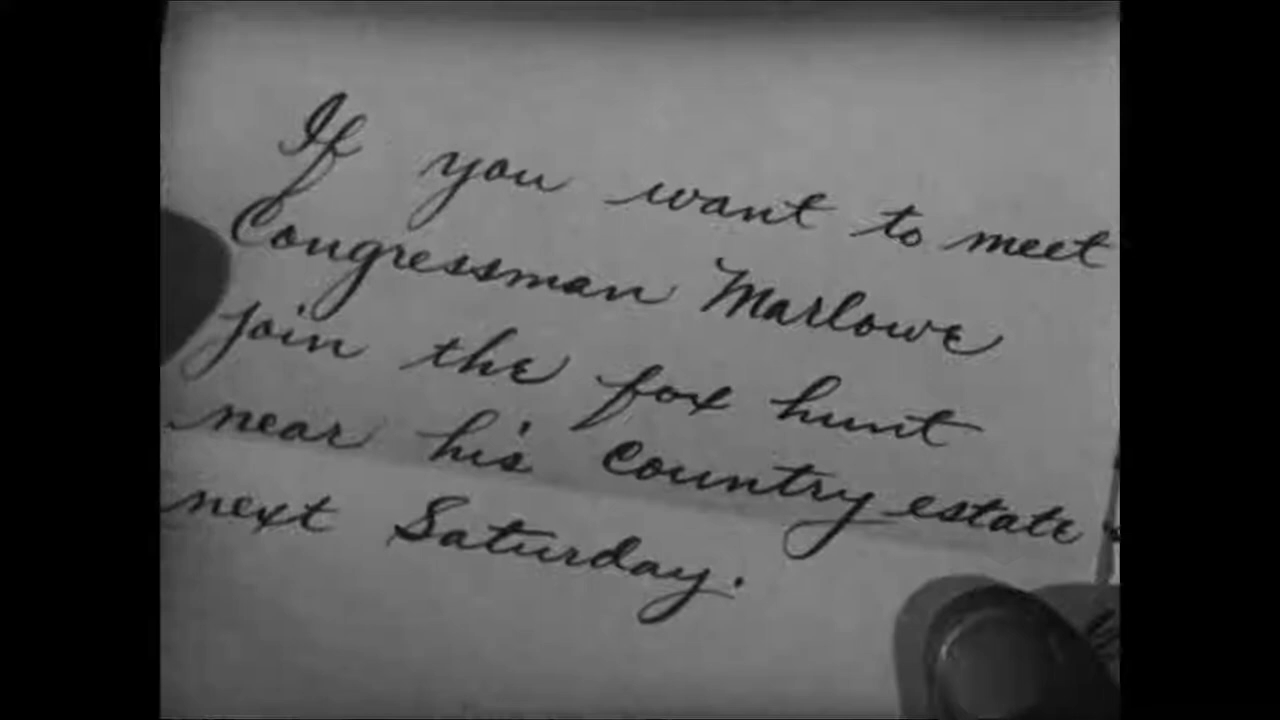 If you want to meet
Congressman Marlowe
join the fox hunt
near his country estate
next Saturday.